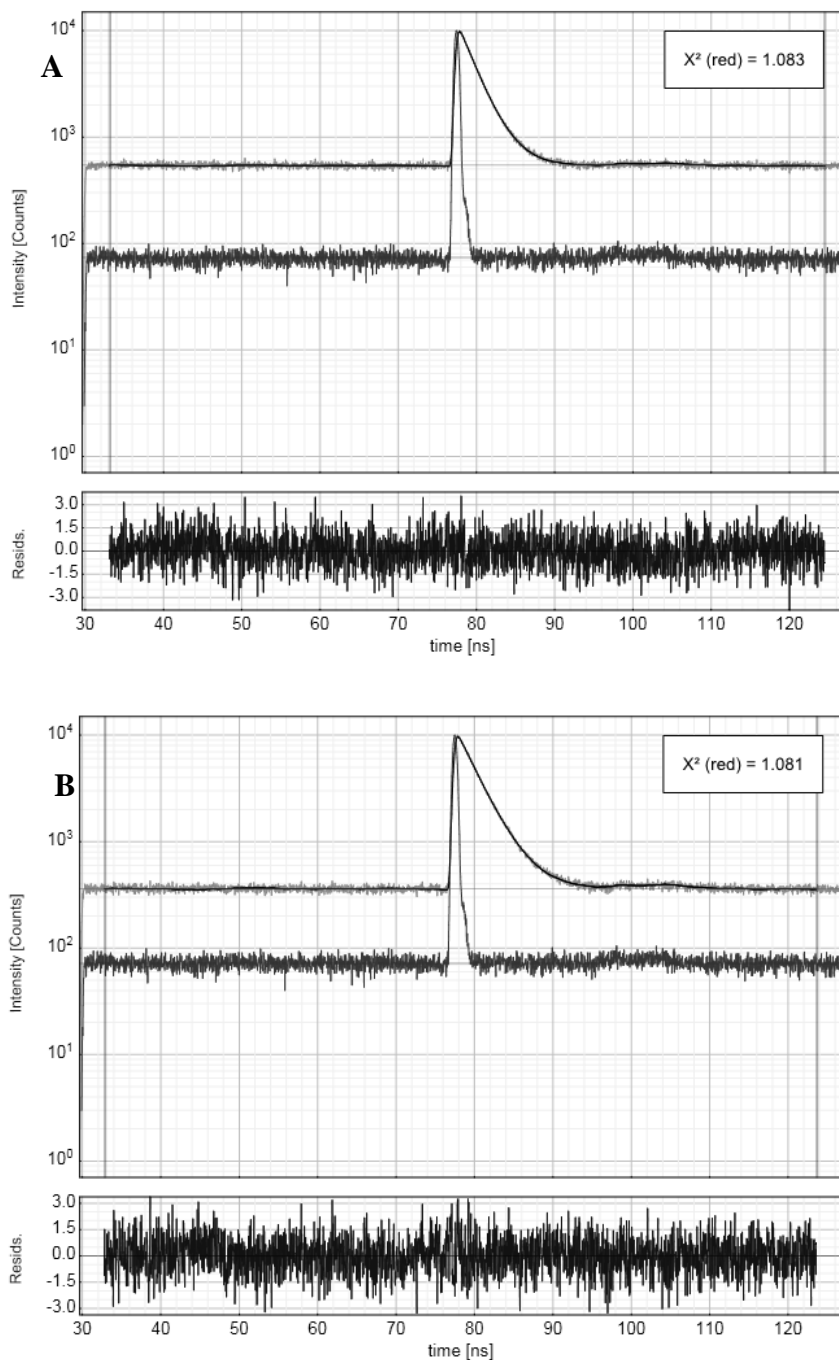 A
X² (red) = 1.083
Intensity [Counts]
10⁴
10³
10²
10¹
10⁰
Resids.
3.0
1.5
0.0
-1.5
-3.0
30 40 50 60 70 80 90 100 110 120
time [ns]
B
X² (red) = 1.081
Intensity [Counts]
10⁴
10³
10²
10¹
10⁰
Resids.
3.0
1.5
0.0
-1.5
-3.0
30 40 50 60 70 80 90 100 110 120
time [ns]